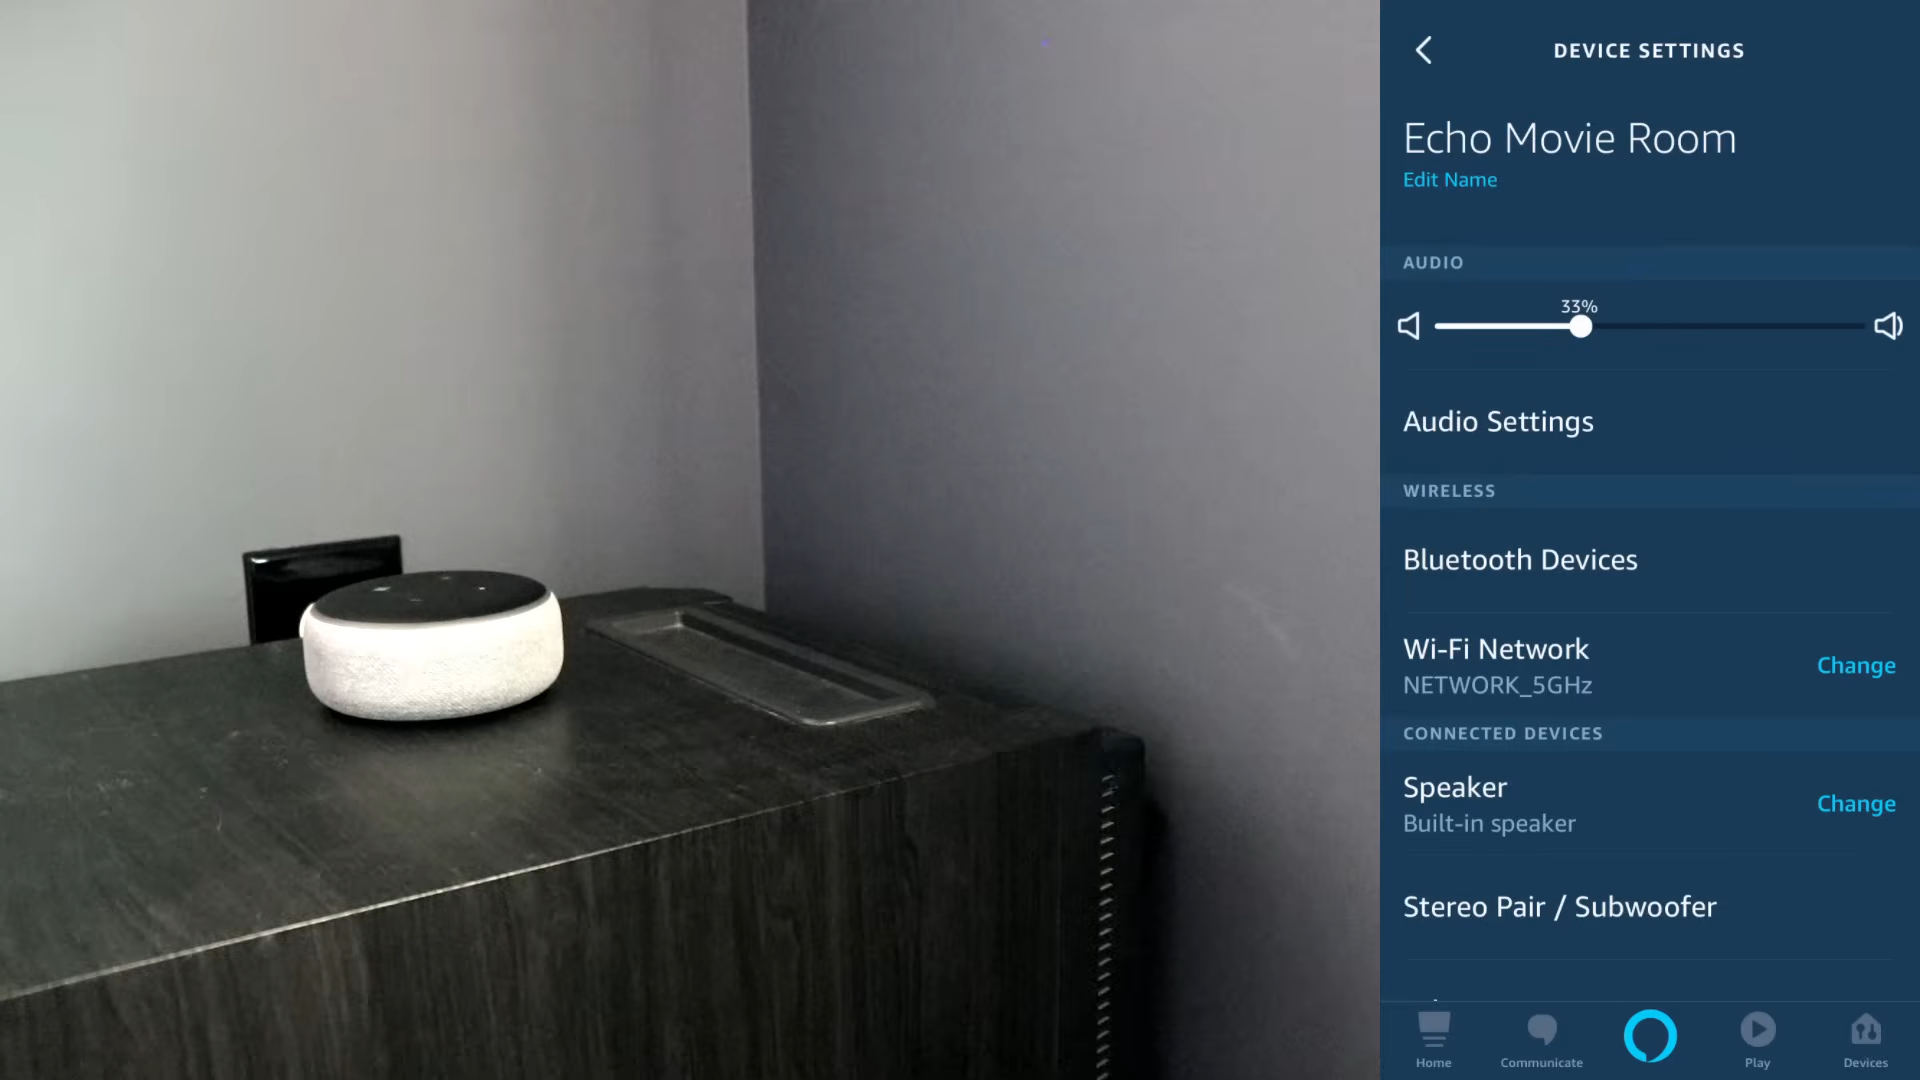 DEVICE SETTINGS
Echo Movie Room
Edit Name
AUDIO
33%
Audio Settings
WIRELESS
Bluetooth Devices
Wi-Fi Network
Change
NETWORK_5GHz
CONNECTED DEVICES
Speaker
Change
Built-in speaker
Stereo Pair / Subwoofer
Home
Communicate
Play
Devices